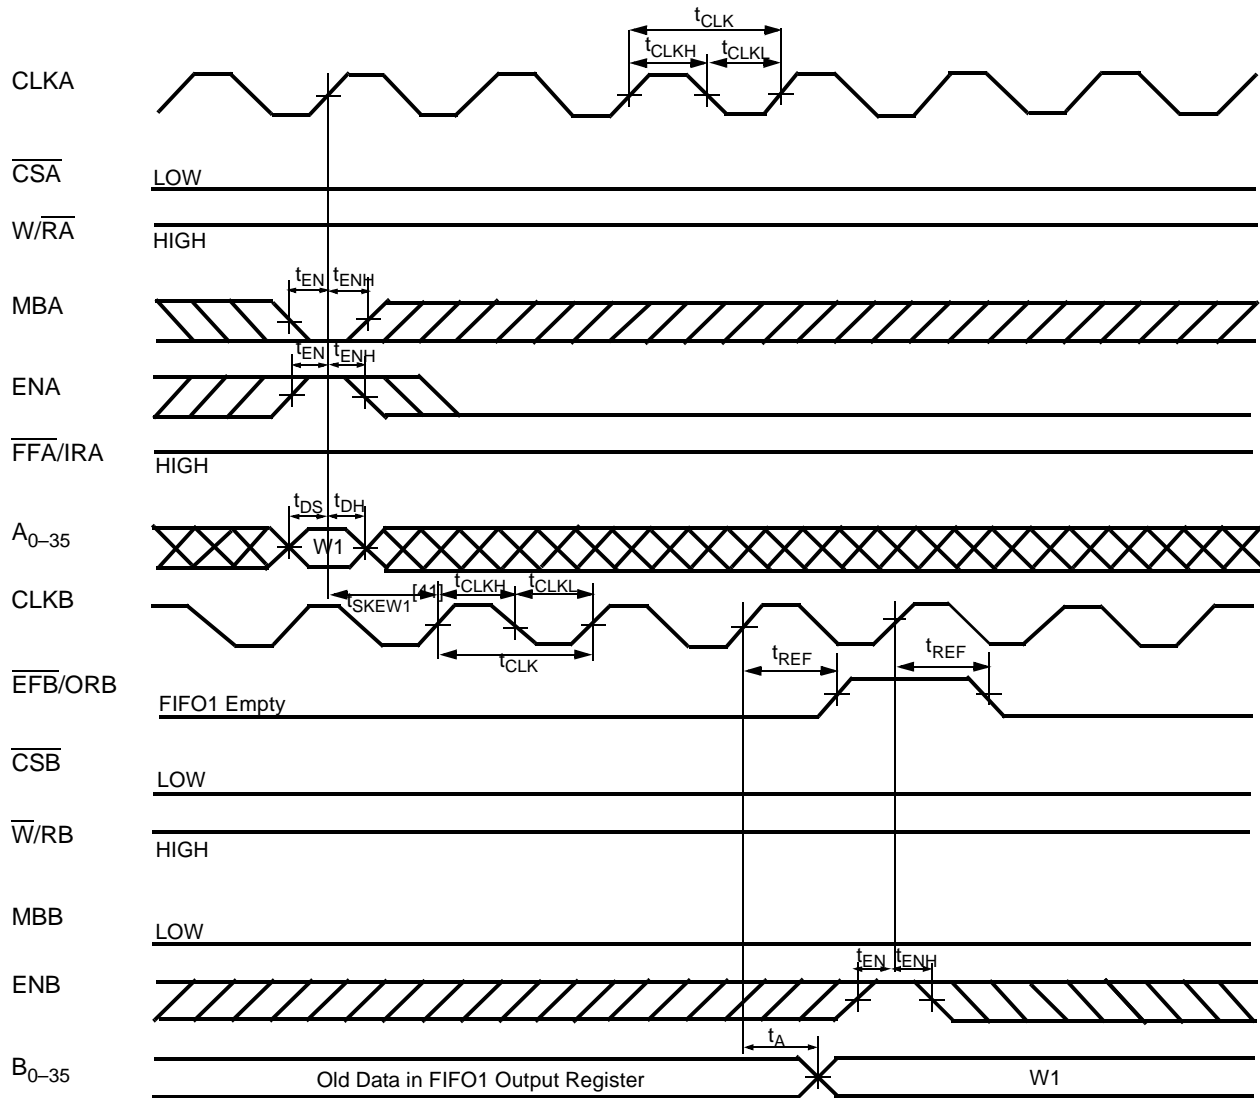 tCLK
tCLKH tCLKL
CLKA
CSA LOW
W/RA HIGH
tEN tENH
MBA
tEN tENH
ENA
FFA/IRA HIGH
tDS tDH
A0–35 W1
CLKB tSKEW1[41] tCLKH tCLKL
tCLK tREF tREF
EFB/ORB FIFO1 Empty
CSB LOW
W/RB HIGH
MBB LOW
tEN tENH
ENB
tA
B0–35 Old Data in FIFO1 Output Register W1